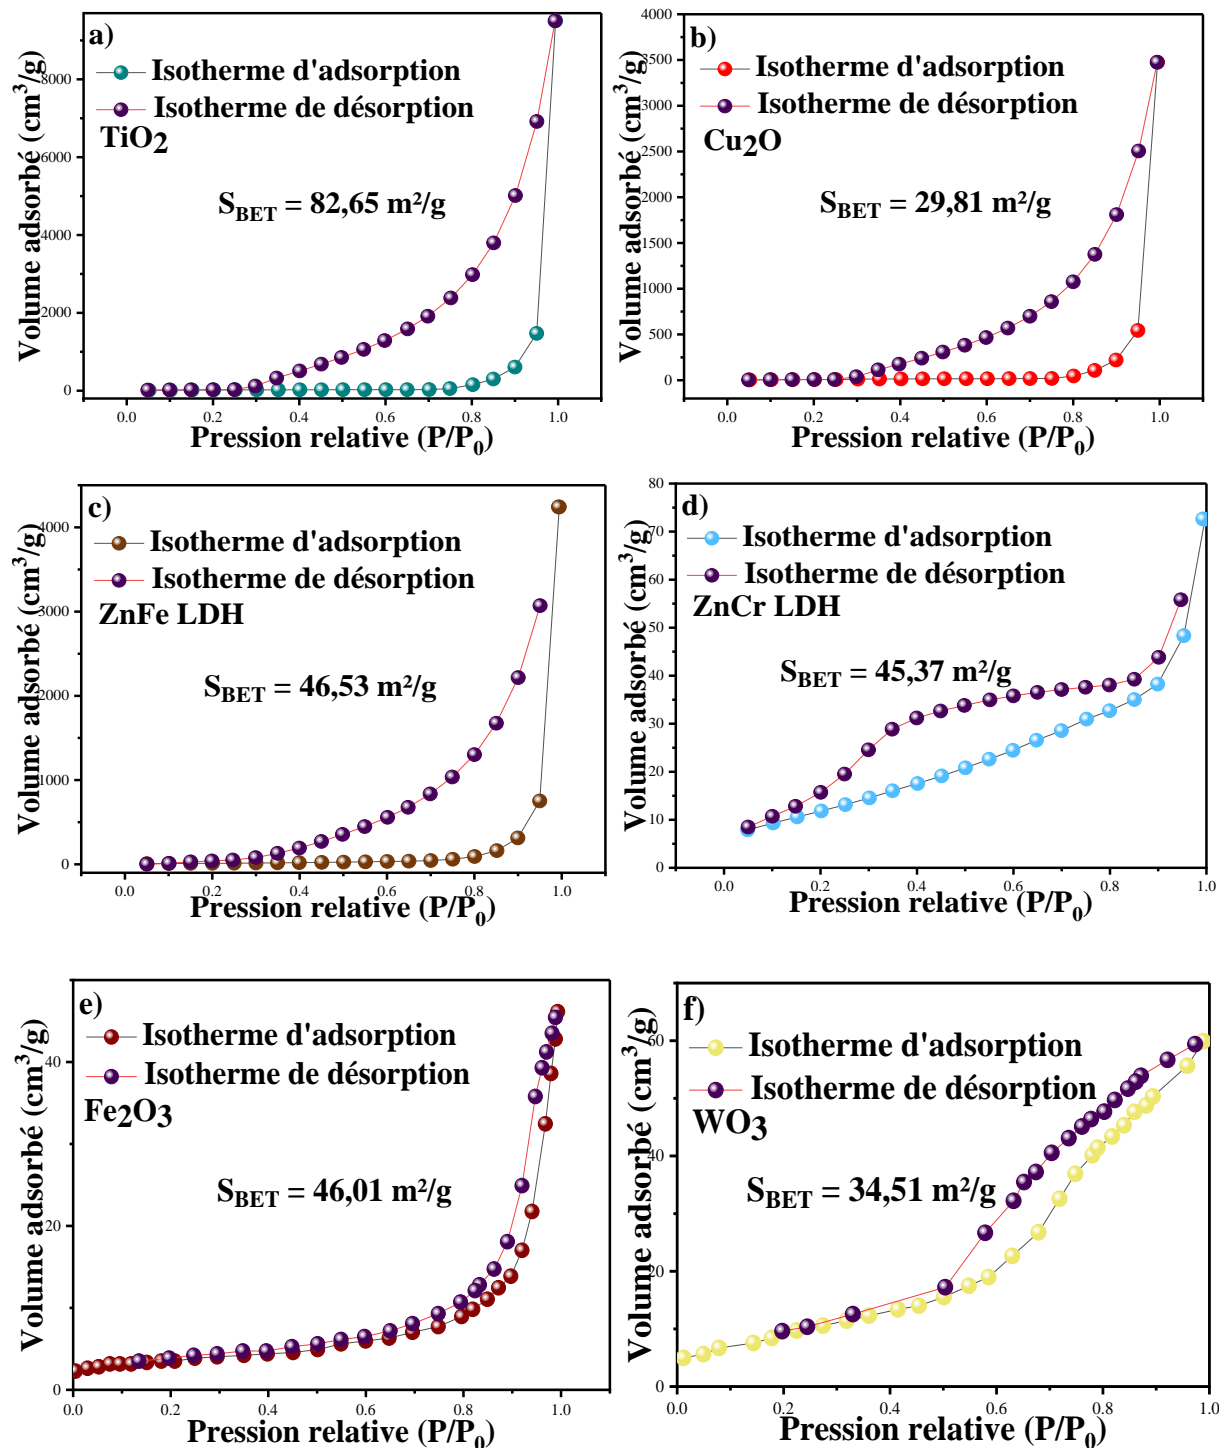 a)
Isotherme d'adsorption
Isotherme de désorption
TiO2
SBET = 82,65 m²/g
Volume adsorbé (cm3/g)
8000
6000
4000
2000
0
0.0 0.2 0.4 0.6 0.8 1.0
Pression relative (P/P0)
b)
Isotherme d'adsorption
Isotherme de désorption
Cu2O
SBET = 29,81 m²/g
Volume adsorbé (cm3/g)
4000
3500
3000
2500
2000
1500
1000
500
0
0.0 0.2 0.4 0.6 0.8 1.0
Pression relative (P/P0)
c)
Isotherme d'adsorption
Isotherme de désorption
ZnFe LDH
SBET = 46,53 m²/g
Volume adsorbé (cm3/g)
4000
3000
2000
1000
0
0.0 0.2 0.4 0.6 0.8 1.0
Pression relative (P/P0)
d)
Isotherme d'adsorption
Isotherme de désorption
ZnCr LDH
SBET = 45,37 m²/g
Volume adsorbé (cm3/g)
80
70
60
50
40
30
20
10
0
0.0 0.2 0.4 0.6 0.8 1.0
Pression relative (P/P0)
e)
Isotherme d'adsorption
Isotherme de désorption
Fe2O3
SBET = 46,01 m²/g
Volume adsorbé (cm3/g)
40
20
0
0.0 0.2 0.4 0.6 0.8 1.0
Pression relative (P/P0)
f)
Isotherme d'adsorption
Isotherme de désorption
WO3
SBET = 34,51 m²/g
Volume adsorbé (cm3/g)
60
40
20
0
0.0 0.2 0.4 0.6 0.8 1.0
Pression relative (P/P0)